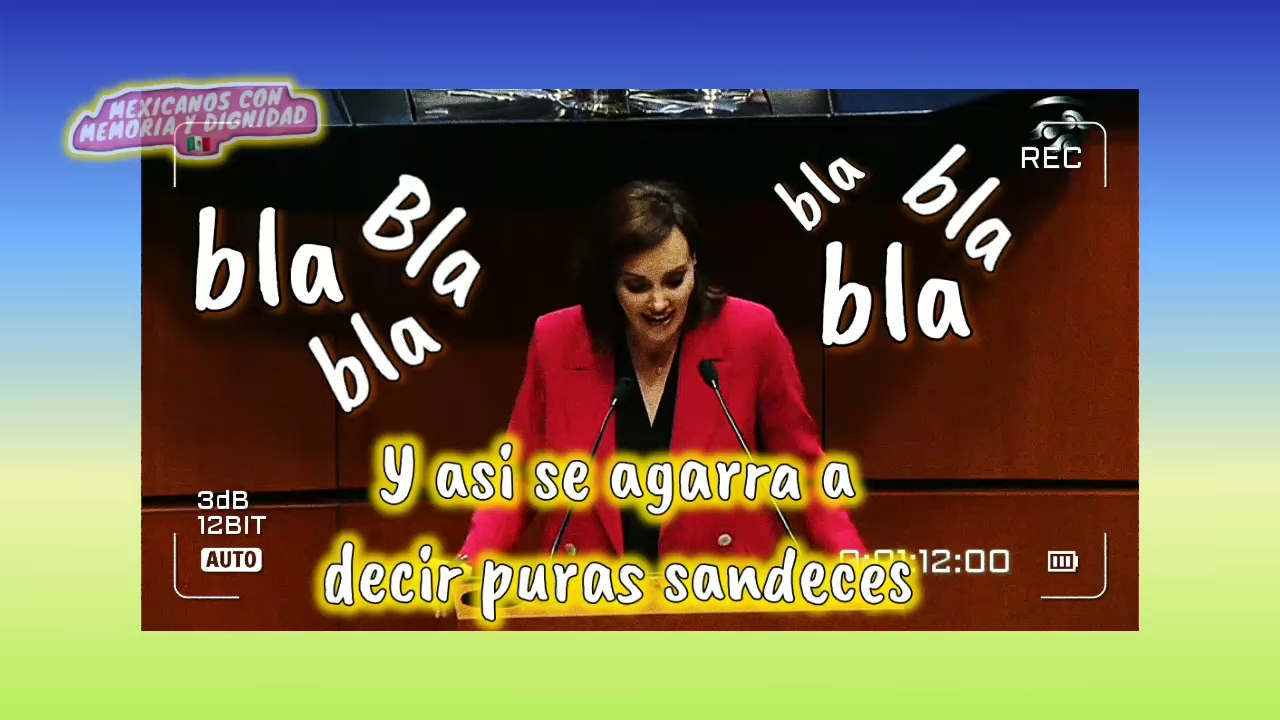 MEXICANOS CON
MEMORIA Y DIGNIDAD
REC
bla
Bla
bla
bla
bla
bla
Y asi se agarra a
decir puras sandeces
3dB
12BIT
AUTO
0:01:12:00